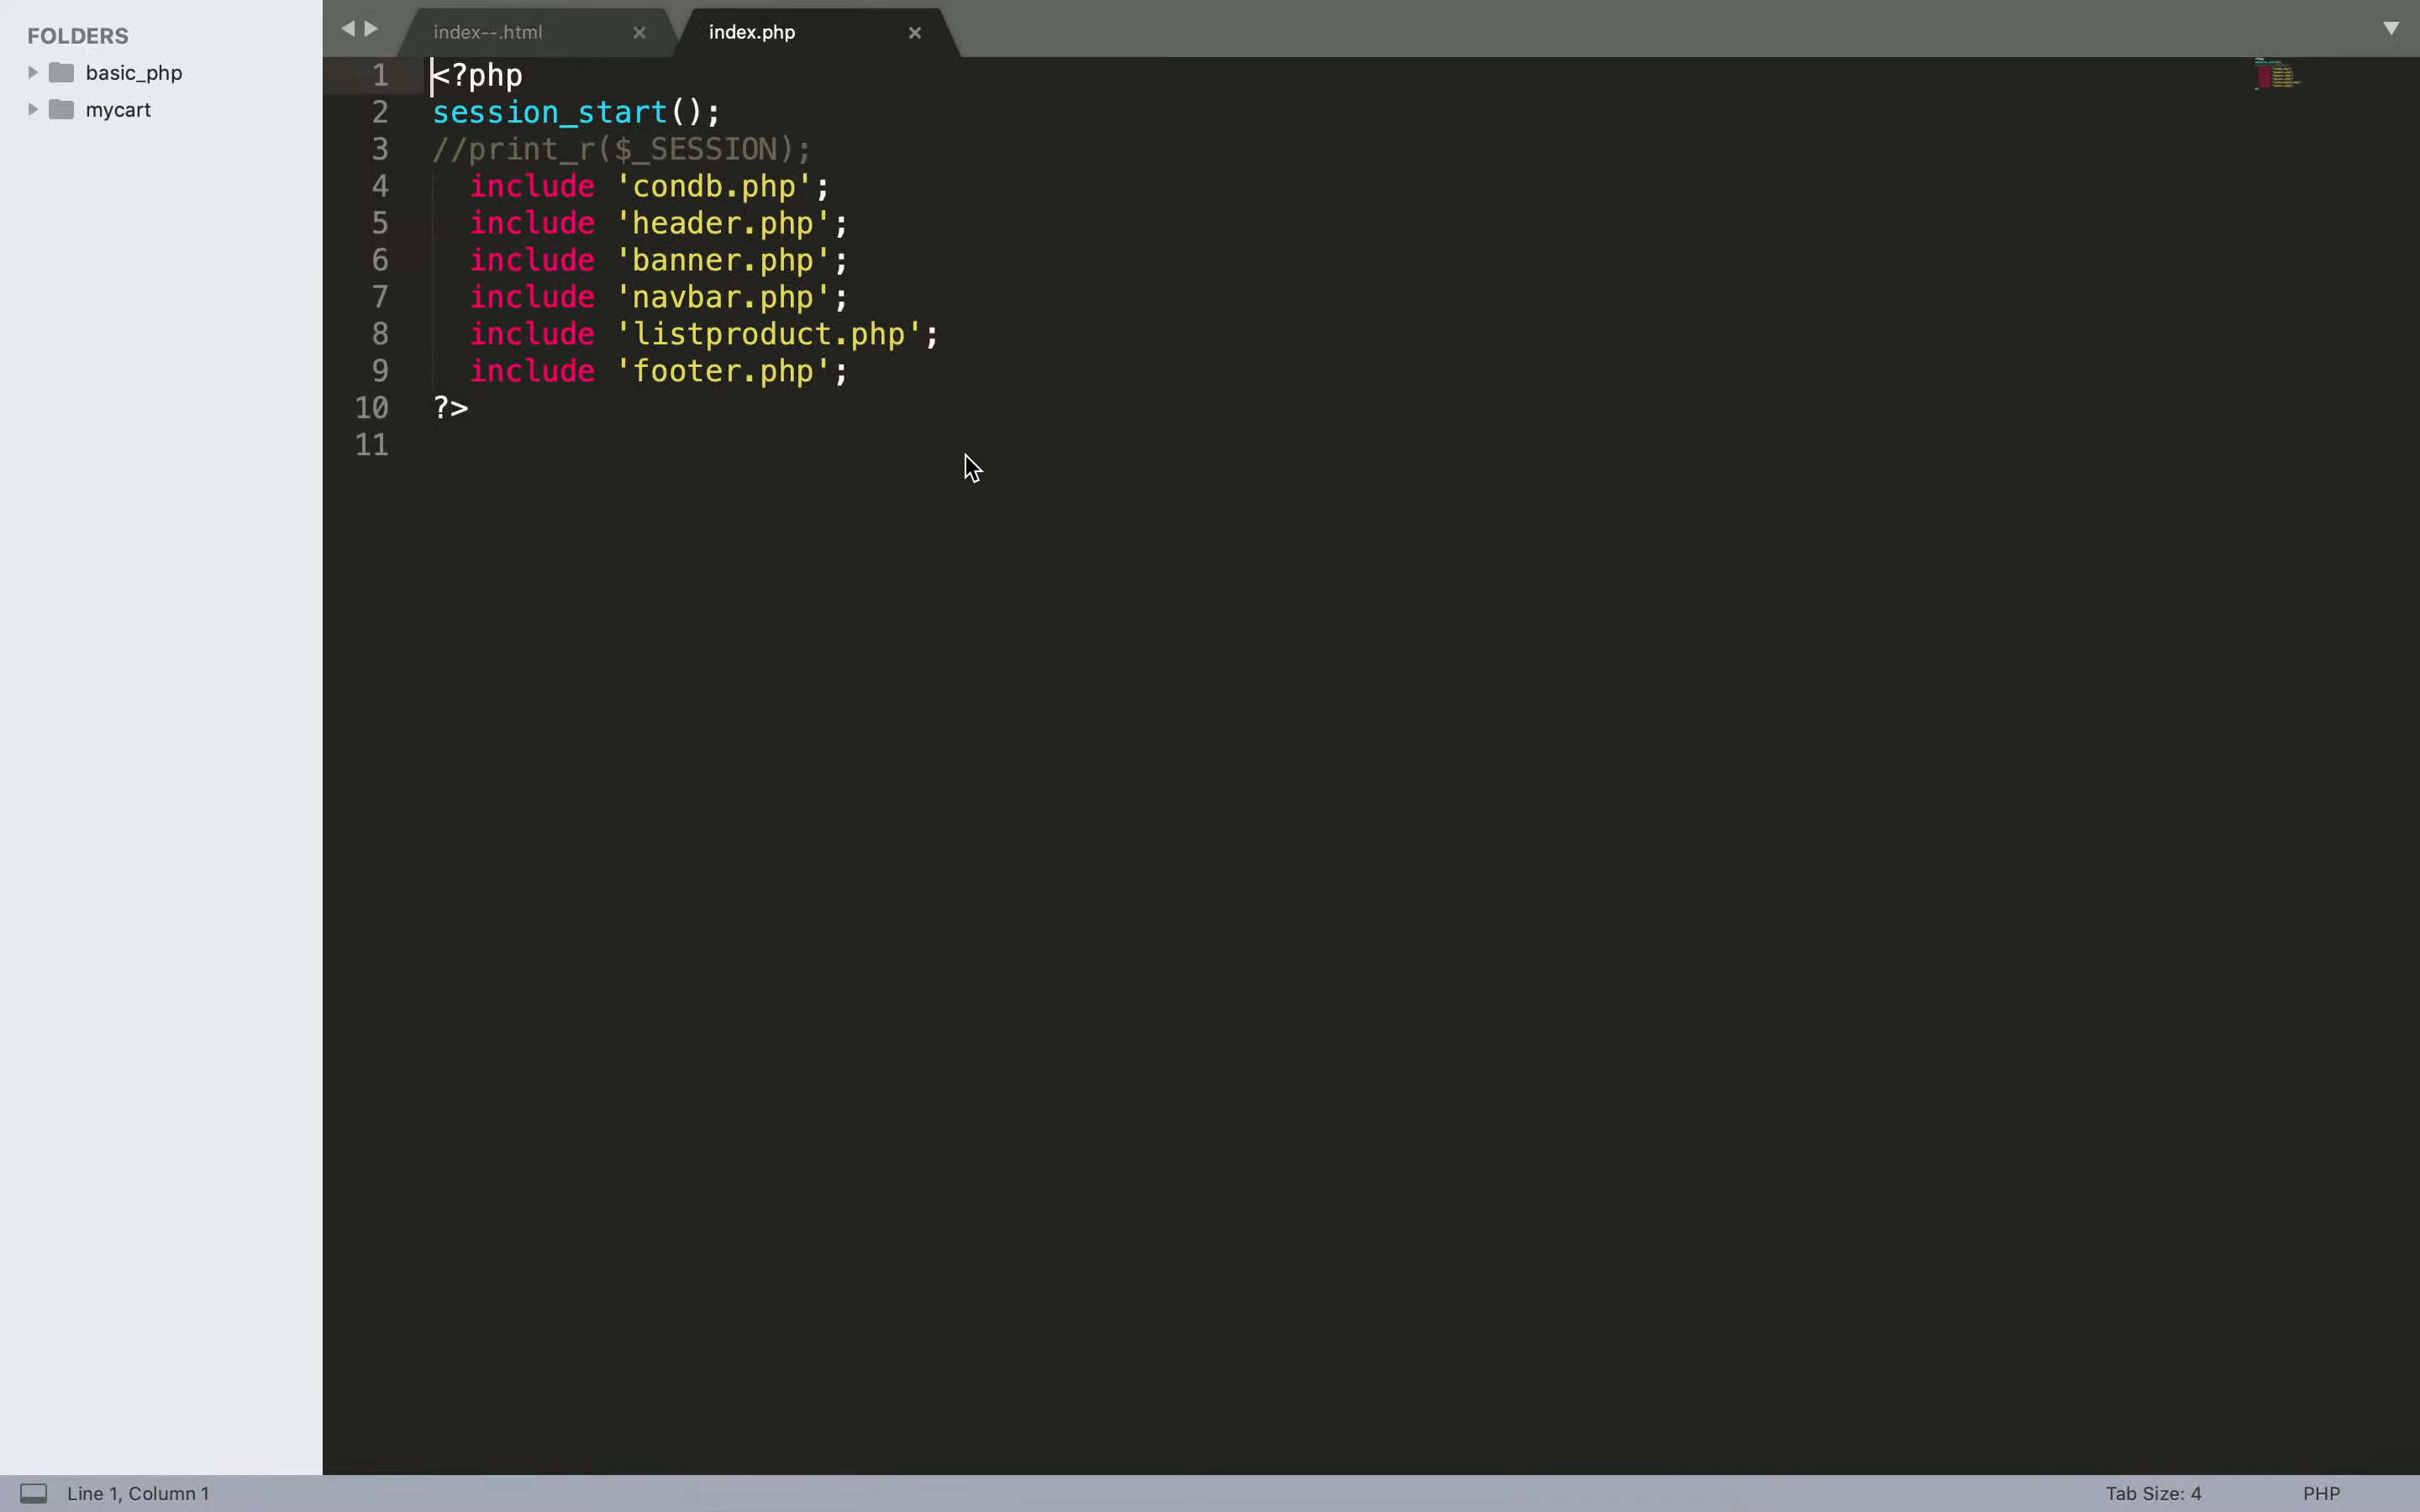 FOLDERS
basic_php
mycart
index--.html
index.php
1 <?php
2 session_start();
3 //print_r($_SESSION);
4 include 'condb.php';
5 include 'header.php';
6 include 'banner.php';
7 include 'navbar.php';
8 include 'listproduct.php';
9 include 'footer.php';
10 ?>
11
Line 1, Column 1
Tab Size: 4
PHP